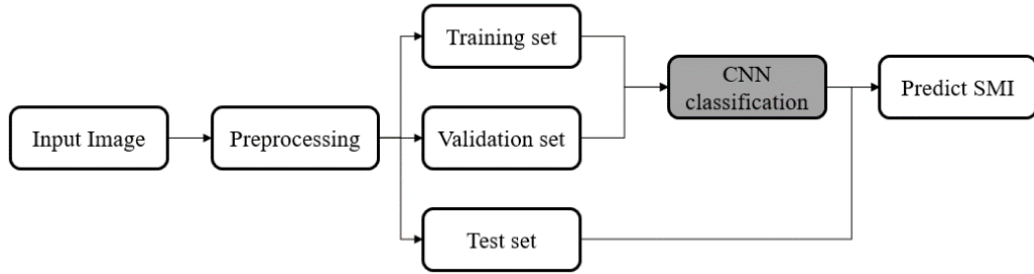 Input Image
Preprocessing
Training set
Validation set
Test set
CNN
classification
Predict SMI